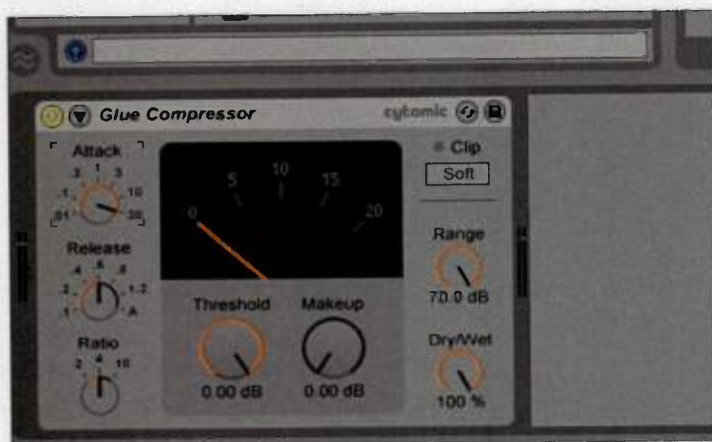 Glue Compressor
cytomic
Attack
.01 .1 .3 1 3 10 30
Release
.1 .2 .4 .6 .8 1.2 .A
Ratio
2 4 10
0 5 10 15 20
Threshold
0.00 dB
Makeup
0.00 dB
Clip
Soft
Range
70.0 dB
Dry/Wet
100 %